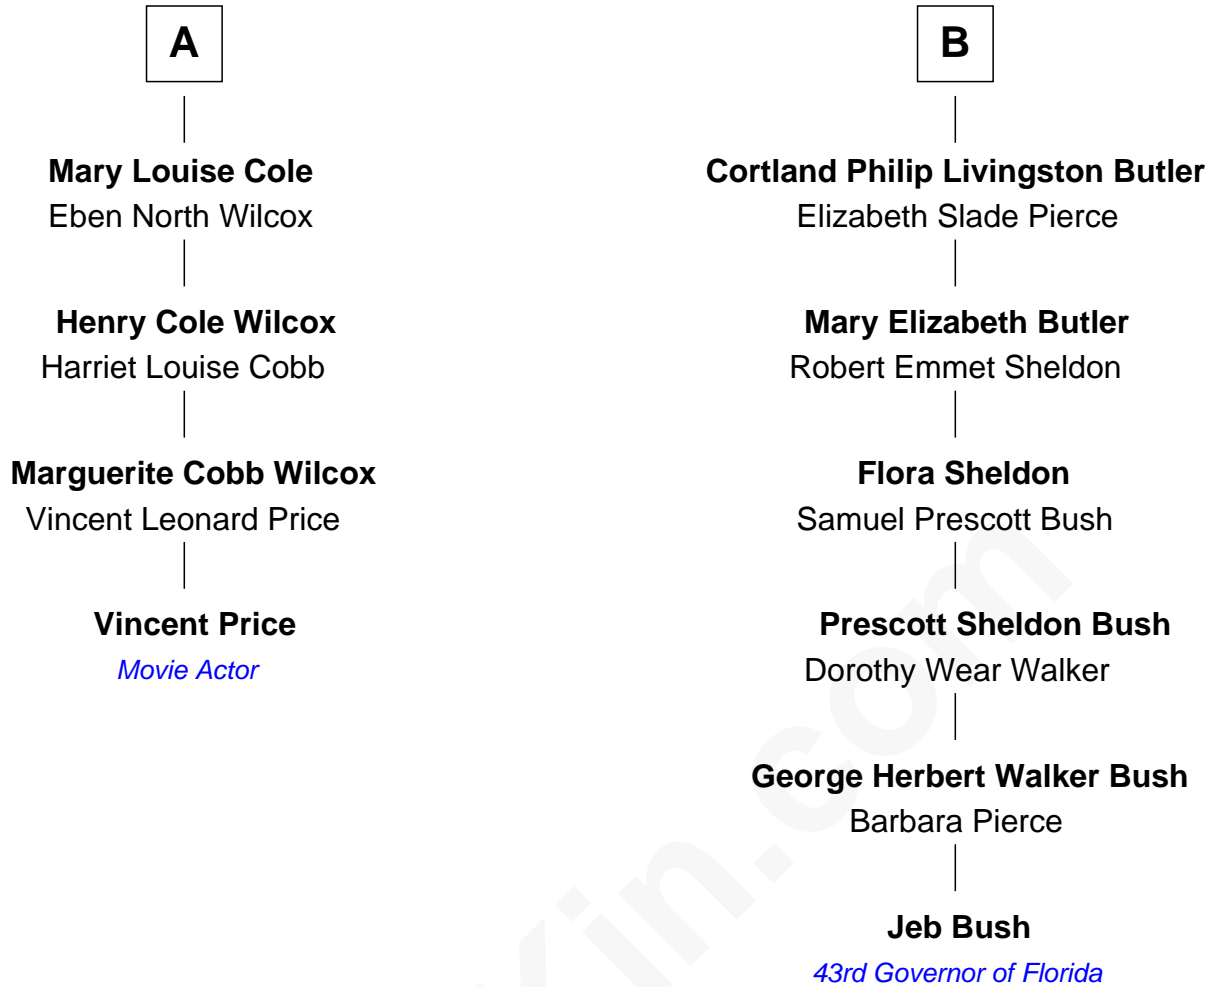 A
Mary Louise Cole
Eben North Wilcox
Henry Cole Wilcox
Harriet Louise Cobb
Marguerite Cobb Wilcox
Vincent Leonard Price
Vincent Price
Movie Actor
B
Cortland Philip Livingston Butler
Elizabeth Slade Pierce
Mary Elizabeth Butler
Robert Emmet Sheldon
Flora Sheldon
Samuel Prescott Bush
Prescott Sheldon Bush
Dorothy Wear Walker
George Herbert Walker Bush
Barbara Pierce
Jeb Bush
43rd Governor of Florida
Kin.com